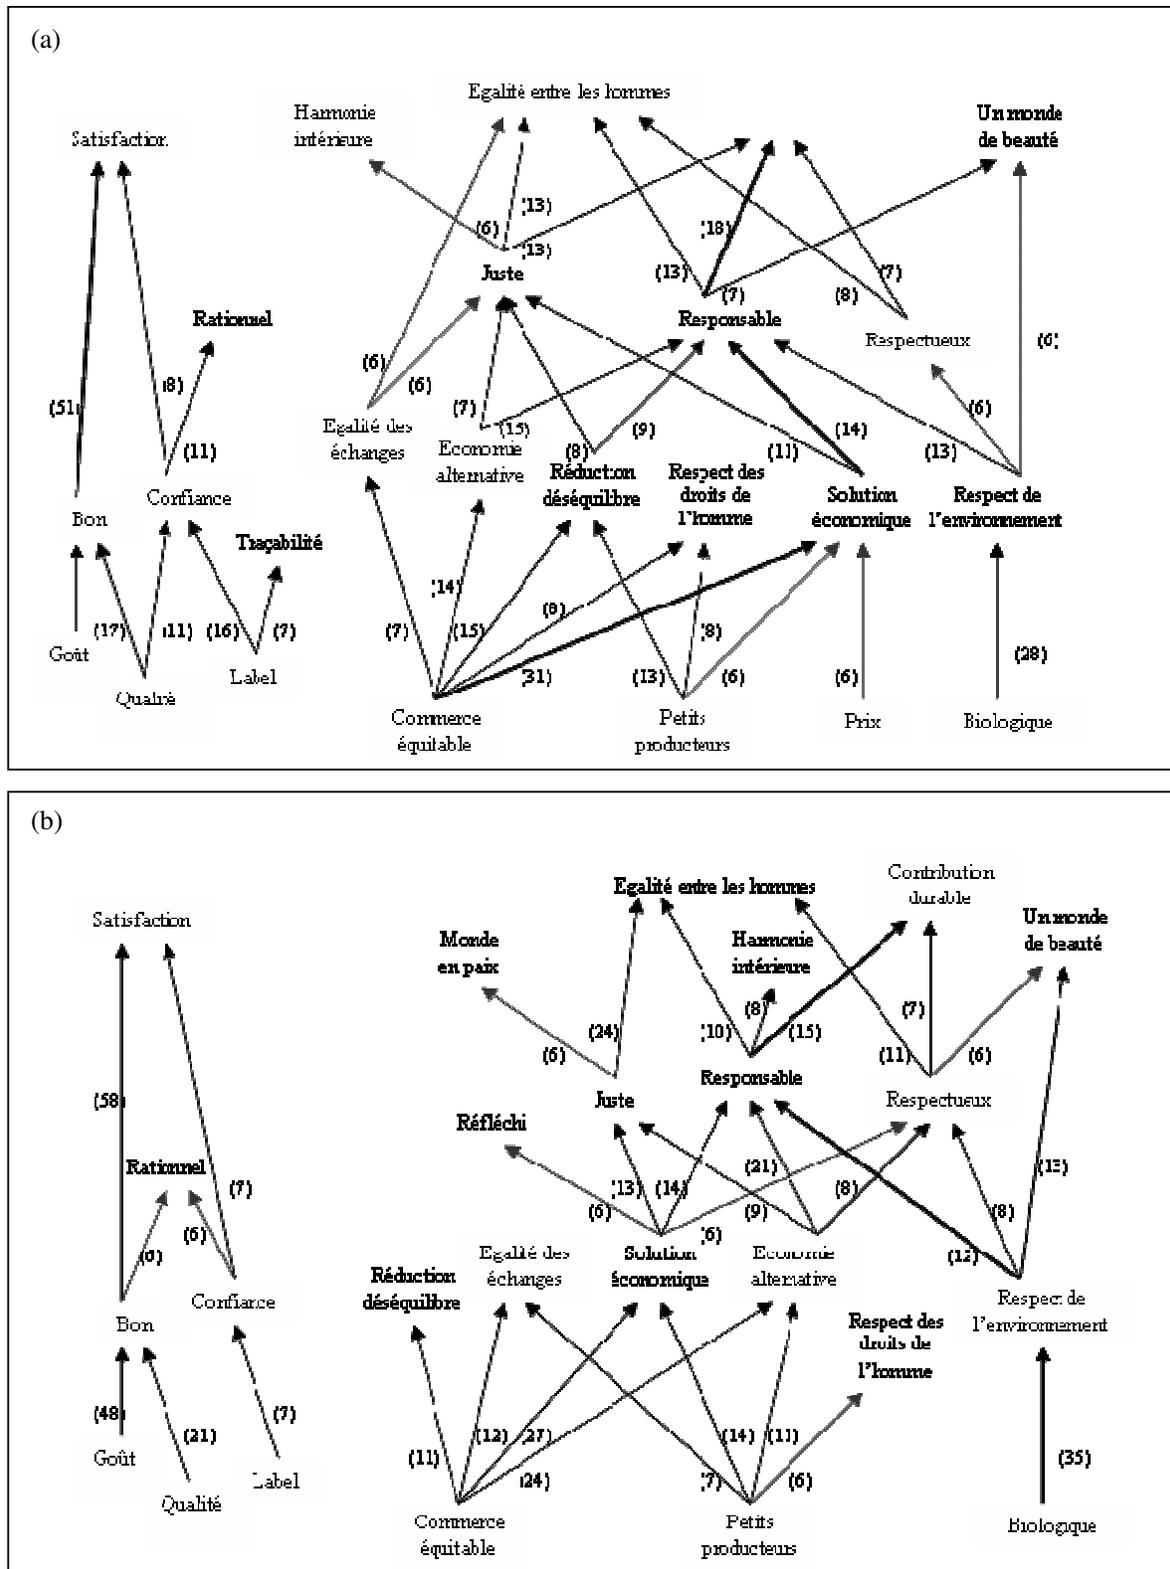 (a)
Egalité entre les hommes
Harmonie
intérieure
Un monde
de beauté
Satisfaction
(13)
(6)
(13)
(18)
Juste
(13)
(7)
(7)
(8)
Rationnel
Responsable
Respectueux
(6)
(6)
(6)
(8)
(51)
(7)
(15)
(9)
(14)
(6)
Egalité des
échanges
Economie
alternative
(8)
(11)
(13)
(11)
Réduction
déséquilibre
Respect des
droits de
l'homme
Solution
économique
Respect de
l'environnement
Confiance
Bon
Traçabilité
(14)
(8)
(17)
(11)
(16)
(7)
(7)
(15)
(8)
(28)
Goût
Label
Qualité
(31)
(13)
(6)
(6)
Commerce
équitable
Petits
producteurs
Prix
Biologique
(b)
Contribution
durable
Egalité entre les hommes
Satisfaction
Un monde
de beauté
Monde
en paix
Harmonie
intérieure
(8)
(7)
(24)
(10)
(15)
(6)
(11)
(6)
Responsable
(58)
Juste
Respectueux
Réfléchi
Rationnel
(21)
(13)
(7)
(13)
(14)
(8)
(6)
(9)
(8)
(6)
(6)
(6)
(12)
Egalité des
échanges
Solution
économique
Economie
alternative
Réduction
déséquilibre
Confiance
Respect de
l'environnement
Bon
Respect des
droits de
l'homme
(48)
(7)
(21)
(12)
(27)
(14)
(11)
Goût
(11)
(35)
Label
(24)
(7)
(6)
Qualité
Commerce
équitable
Petits
producteurs
Biologique